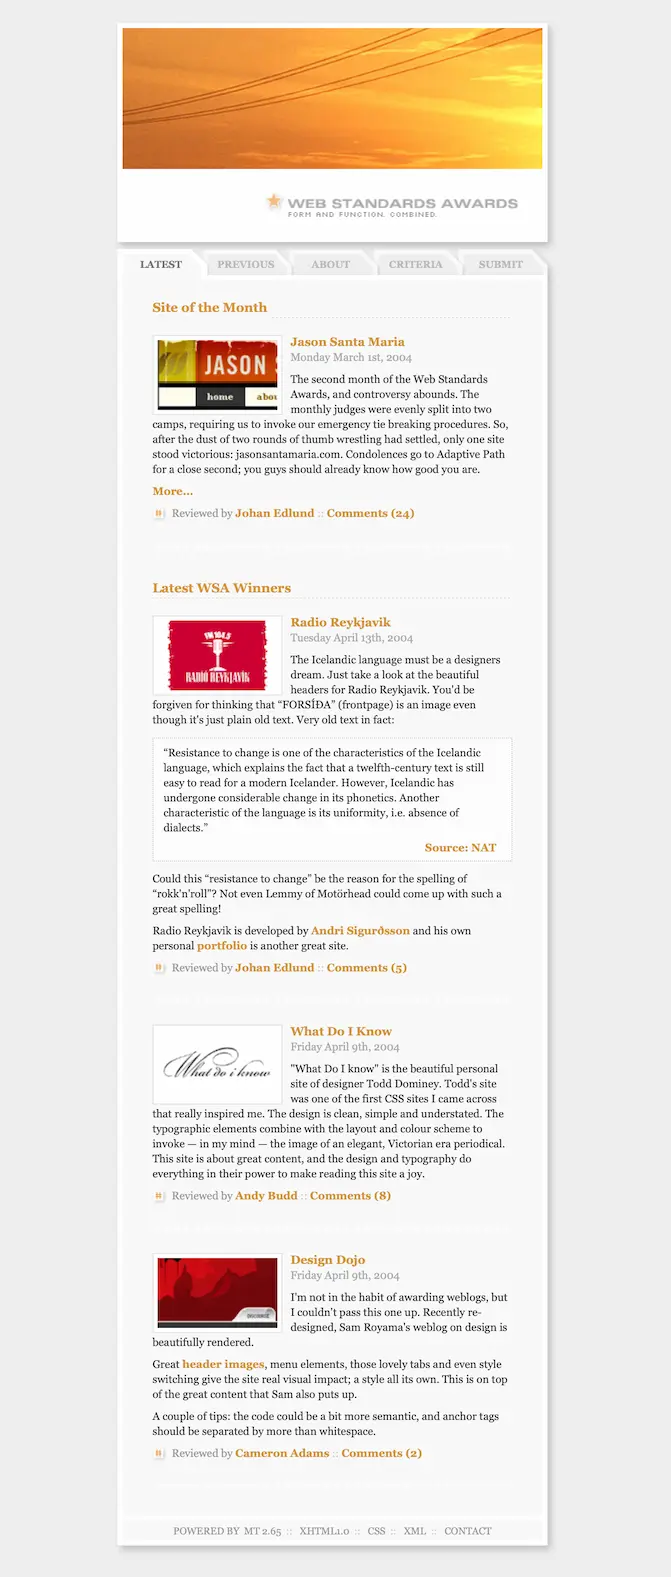 WEB STANDARDS AWARDS
FORM AND FUNCTION. COMBINED.
LATEST PREVIOUS ABOUT CRITERIA SUBMIT
Site of the Month
JASON
home abou
Jason Santa Maria
Monday March 1st, 2004
The second month of the Web Standards
Awards, and controversy abounds. The
monthly judges were evenly split into two
camps, requiring us to invoke our emergency tie breaking procedures. So,
after the dust of two rounds of thumb wrestling had settled, only one site
stood victorious: jasonsantamaria.com. Condolences go to Adaptive Path
for a close second; you guys should already know how good you are.
More...
Reviewed by Johan Edlund :: Comments (24)
Latest WSA Winners
FM 104.5
RADIÓ REYKJAVÍK
Radio Reykjavik
Tuesday April 13th, 2004
The Icelandic language must be a designers
dream. Just take a look at the beautiful
headers for Radio Reykjavik. You'd be
forgiven for thinking that “FORSÍÐA” (frontpage) is an image even
though it's just plain old text. Very old text in fact:
“Resistance to change is one of the characteristics of the Icelandic
language, which explains the fact that a twelfth-century text is still
easy to read for a modern Icelander. However, Icelandic has
undergone considerable change in its phonetics. Another
characteristic of the language is its uniformity, i.e. absence of
dialects.”
Source: NAT
Could this “resistance to change” be the reason for the spelling of
“rokk'n'roll”? Not even Lemmy of Motörhead could come up with such a
great spelling!
Radio Reykjavik is developed by Andri Sigurðsson and his own
personal portfolio is another great site.
Reviewed by Johan Edlund :: Comments (5)
What do i know
What Do I Know
Friday April 9th, 2004
"What Do I know" is the beautiful personal
site of designer Todd Dominey. Todd's site
was one of the first CSS sites I came across
that really inspired me. The design is clean, simple and understated. The
typographic elements combine with the layout and colour scheme to
invoke — in my mind — the image of an elegant, Victorian era periodical.
This site is about great content, and the design and typography do
everything in their power to make reading this site a joy.
Reviewed by Andy Budd :: Comments (8)
Design Dojo
Friday April 9th, 2004
I'm not in the habit of awarding weblogs, but
I couldn't pass this one up. Recently re-
designed, Sam Royama's weblog on design is
beautifully rendered.
Great header images, menu elements, those lovely tabs and even style
switching give the site real visual impact; a style all its own. This is on top
of the great content that Sam also puts up.
A couple of tips: the code could be a bit more semantic, and anchor tags
should be separated by more than whitespace.
Reviewed by Cameron Adams :: Comments (2)
POWERED BY MT 2.65 :: XHTML1.0 :: CSS :: XML :: CONTACT